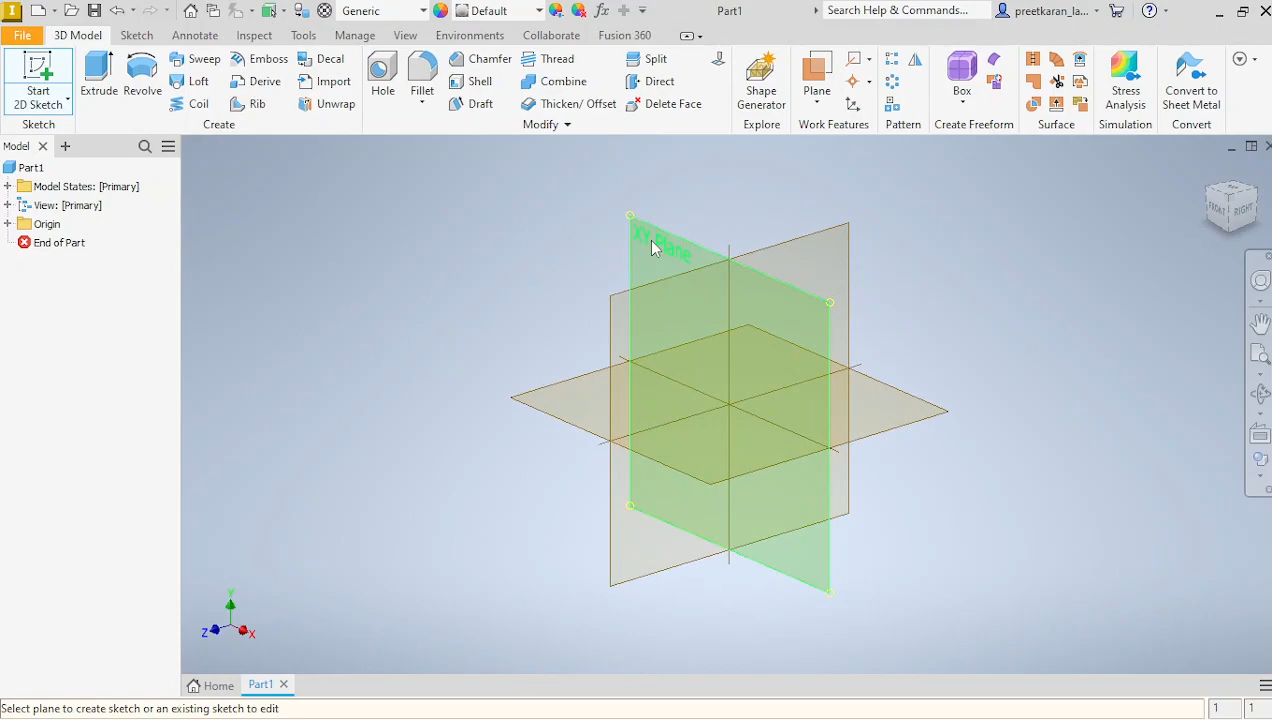 I Generic Default fx Part1 Search Help & Commands... preetkaran_la... ?
File 3D Model Sketch Annotate Inspect Tools Manage View Environments Collaborate Fusion 360
Start
2D Sketch
Extrude Revolve
Sweep Emboss Decal
Loft Derive Import
Coil Rib Unwrap
Hole Fillet
Chamfer Thread Split
Shell Combine Direct
Draft Thicken/ Offset Delete Face
Shape
Generator
Plane
Box
Stress
Analysis
Convert to
Sheet Metal
Sketch Create Modify Explore Work Features Pattern Create Freeform Surface Simulation Convert
Model
Part1
Model States: [Primary]
View: [Primary]
Origin
End of Part
XY Plane
TOP
FRONT RIGHT
Y
Z X
Home Part1
Select plane to create sketch or an existing sketch to edit 1 1